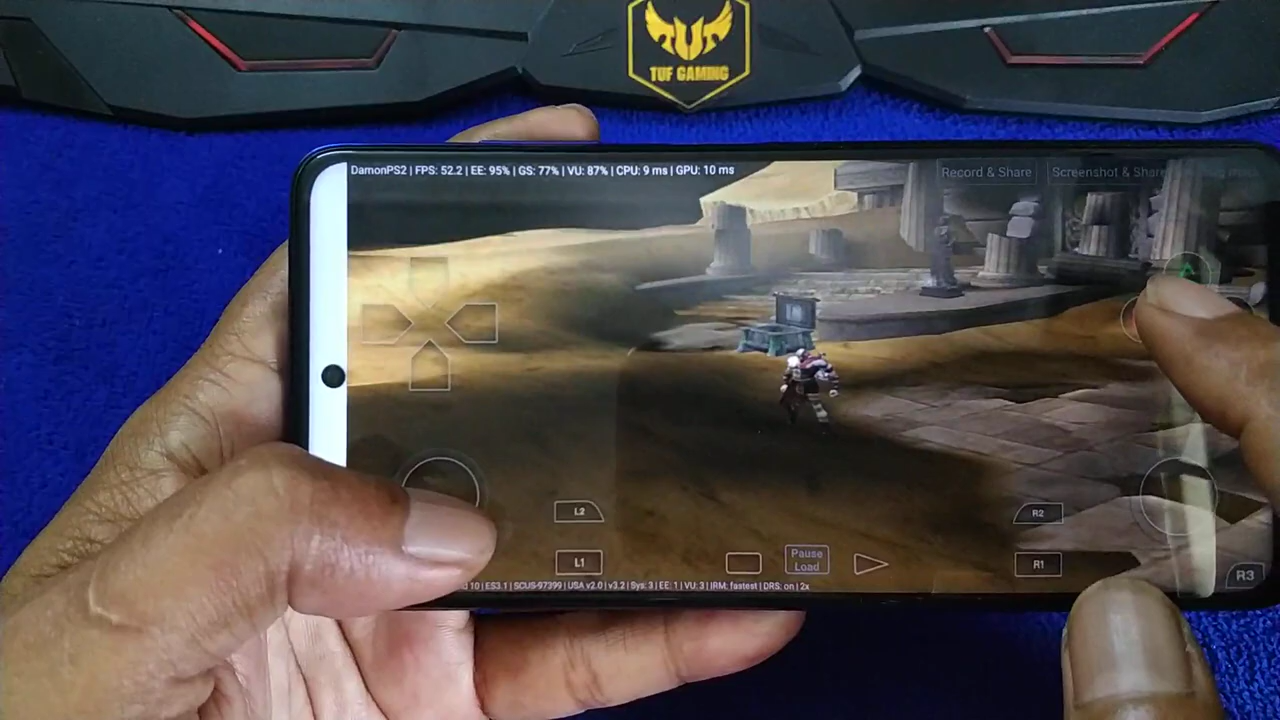 TUF GAMING
DamonPS2 | FPS: 52.2 | EE: 95% | GS: 77% | VU: 87% | CPU: 9 ms | GPU: 10 ms
Record & Share
Screenshot & Share
L2
R2
L1
Pause
Load
R1
R3
10 | ES3.1 | SCUS-97399 | USA v2.0 | v3.2 | Sys: 3 | EE: 1 | VU: 3 | IRM: fastest | DRS: on | 2x